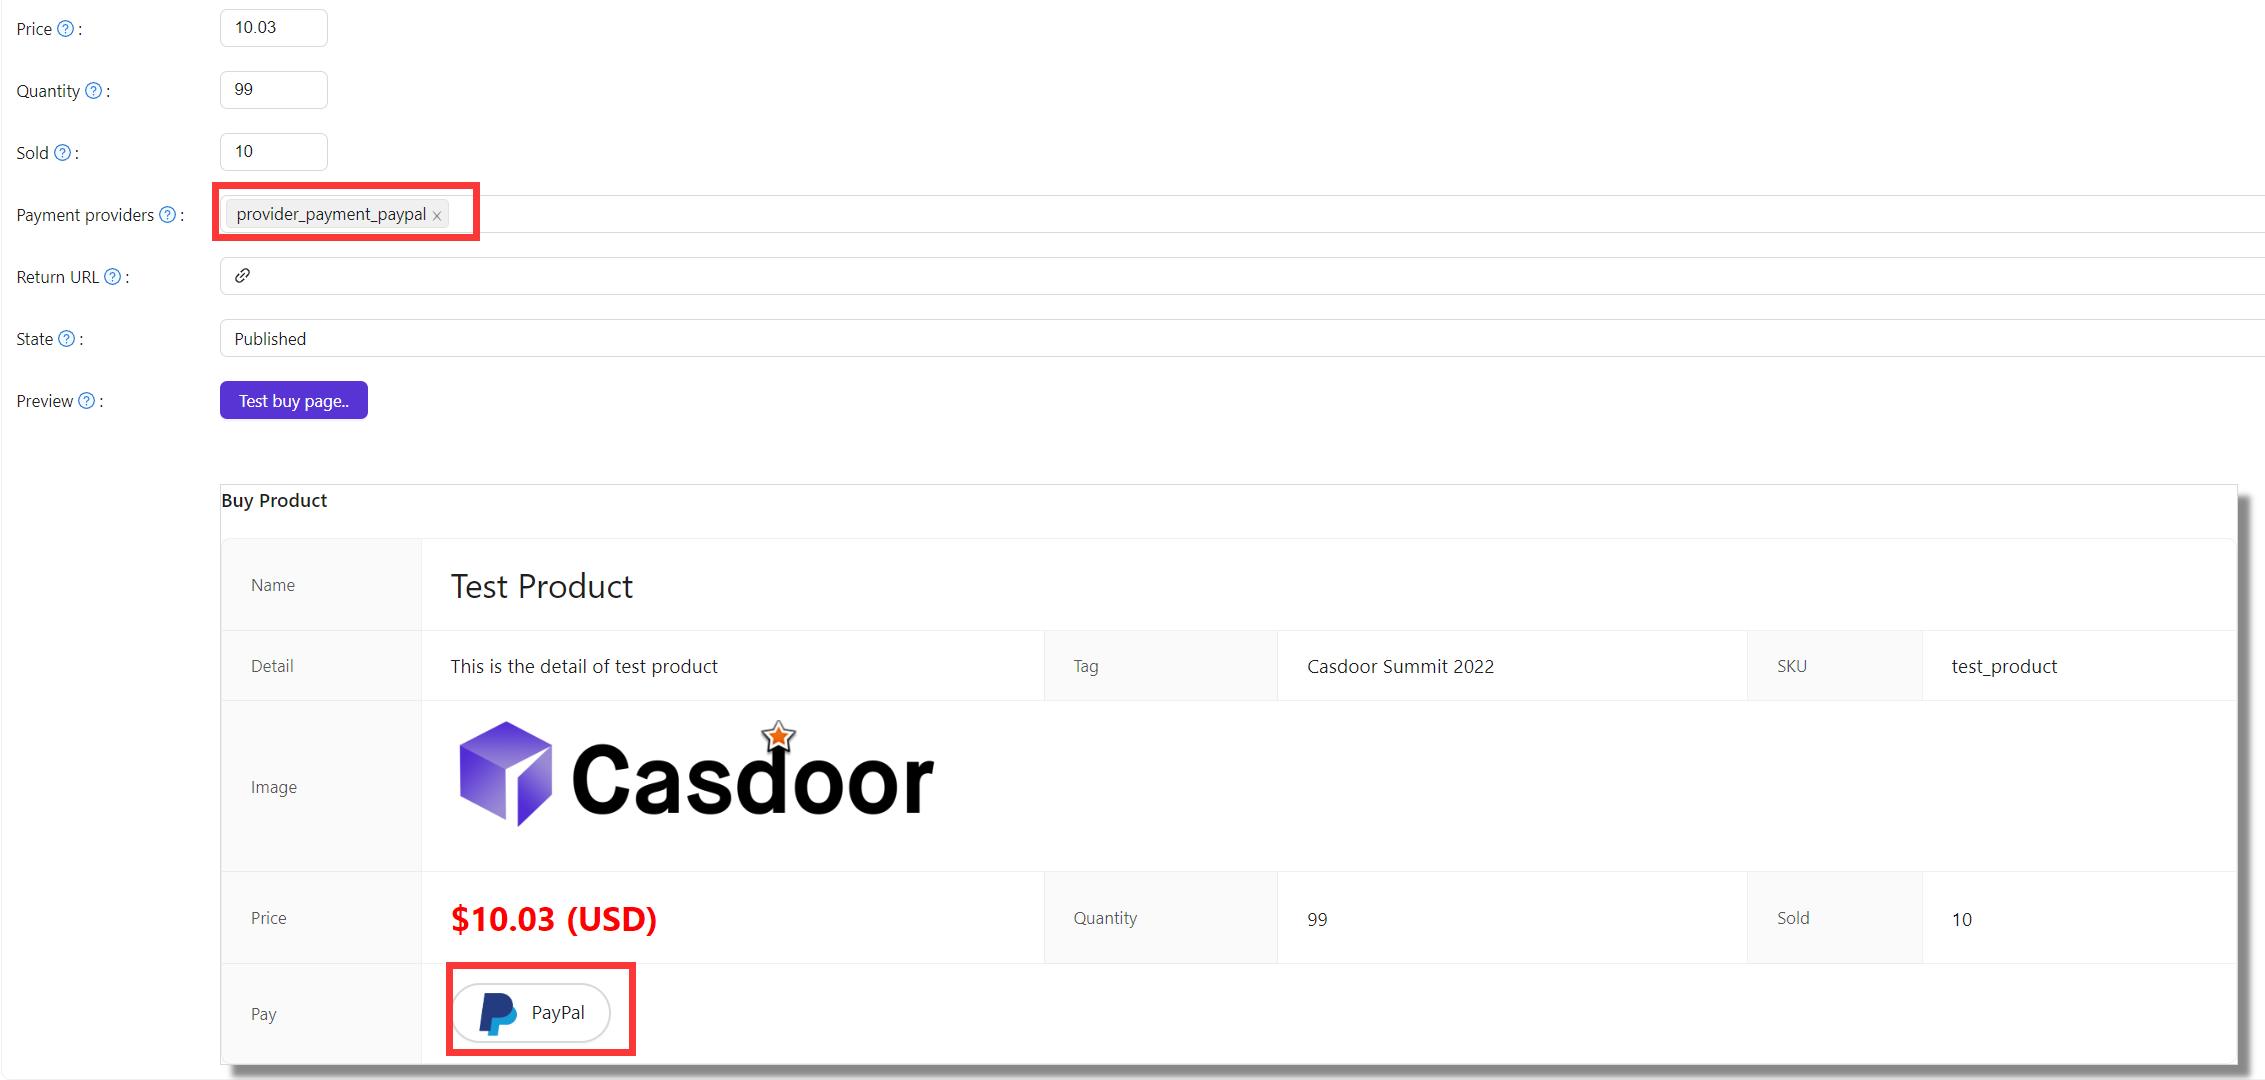 Price ? :
10.03
Quantity ? :
99
Sold ? :
10
Payment providers ? :
provider_payment_paypal ×
Return URL ? :
State ? :
Published
Preview ? :
Test buy page..
Buy Product
Name
Test Product
Detail
This is the detail of test product
Tag
Casdoor Summit 2022
SKU
test_product
Image
Casdoor
Price
$10.03 (USD)
Quantity
99
Sold
10
Pay
PayPal